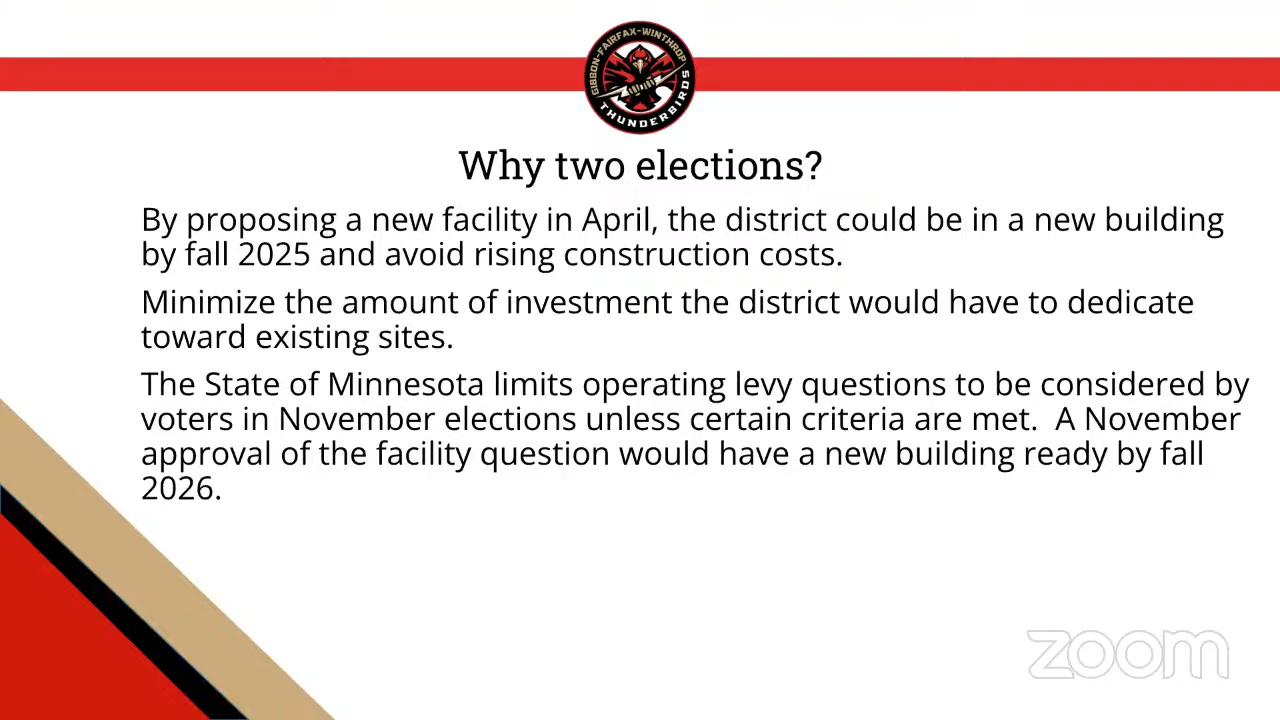 GIBBON-FAIRFAX-WINTHROP
THUNDERBIRDS
Why two elections?
By proposing a new facility in April, the district could be in a new building
by fall 2025 and avoid rising construction costs.
Minimize the amount of investment the district would have to dedicate
toward existing sites.
The State of Minnesota limits operating levy questions to be considered by
voters in November elections unless certain criteria are met.  A November
approval of the facility question would have a new building ready by fall
2026.
zoom